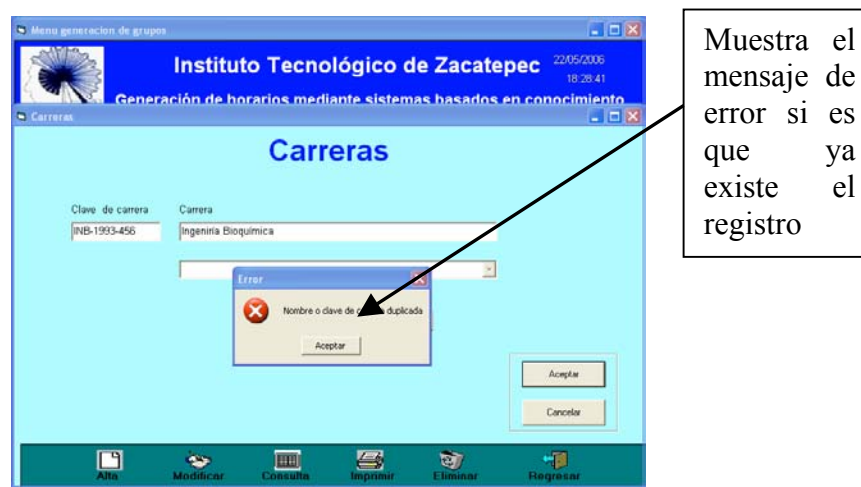 Menu generacion de grupos
Instituto Tecnológico de Zacatepec
22/05/2006
18:28:41
Generación de horarios mediante sistemas basados en conocimiento
Carreras
Carreras
Clave de carrera Carrera
INB-1993-456 Ingeniría Bioquímica
Error
Nombre o clave de duplicada
Aceptar
Aceptar
Cancelar
Alta Modificar Consulta Imprimir Eliminar Regresar
Muestra el
mensaje de
error si es
que ya
existe el
registro